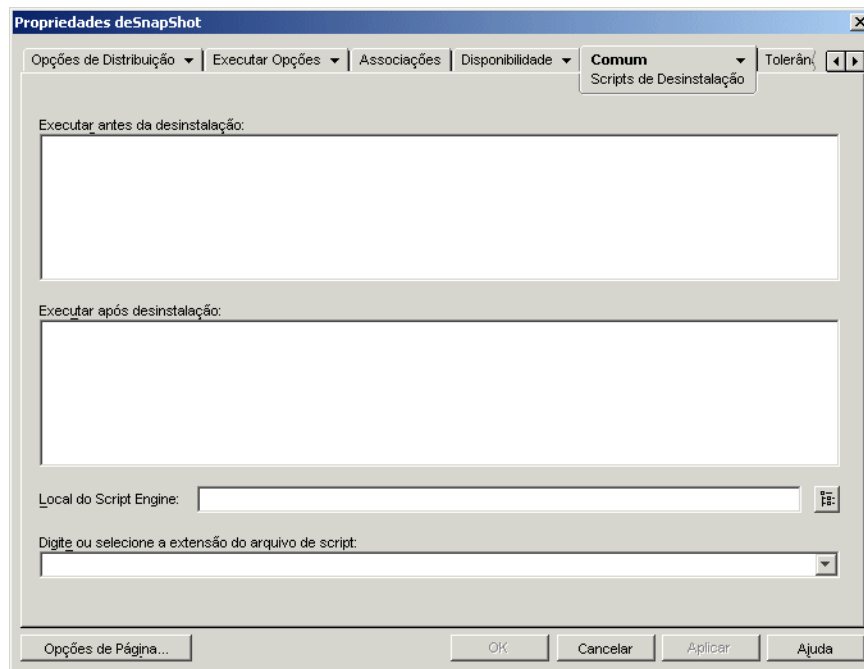 Propriedades deSnapShot
Opções de Distribuição Executar Opções Associações Disponibilidade Comum
Scripts de Desinstalação
Executar antes da desinstalação:
Executar após desinstalação:
Local do Script Engine:
Digite ou selecione a extensão do arquivo de script:
Opções de Página... OK Cancelar Aplicar Ajuda